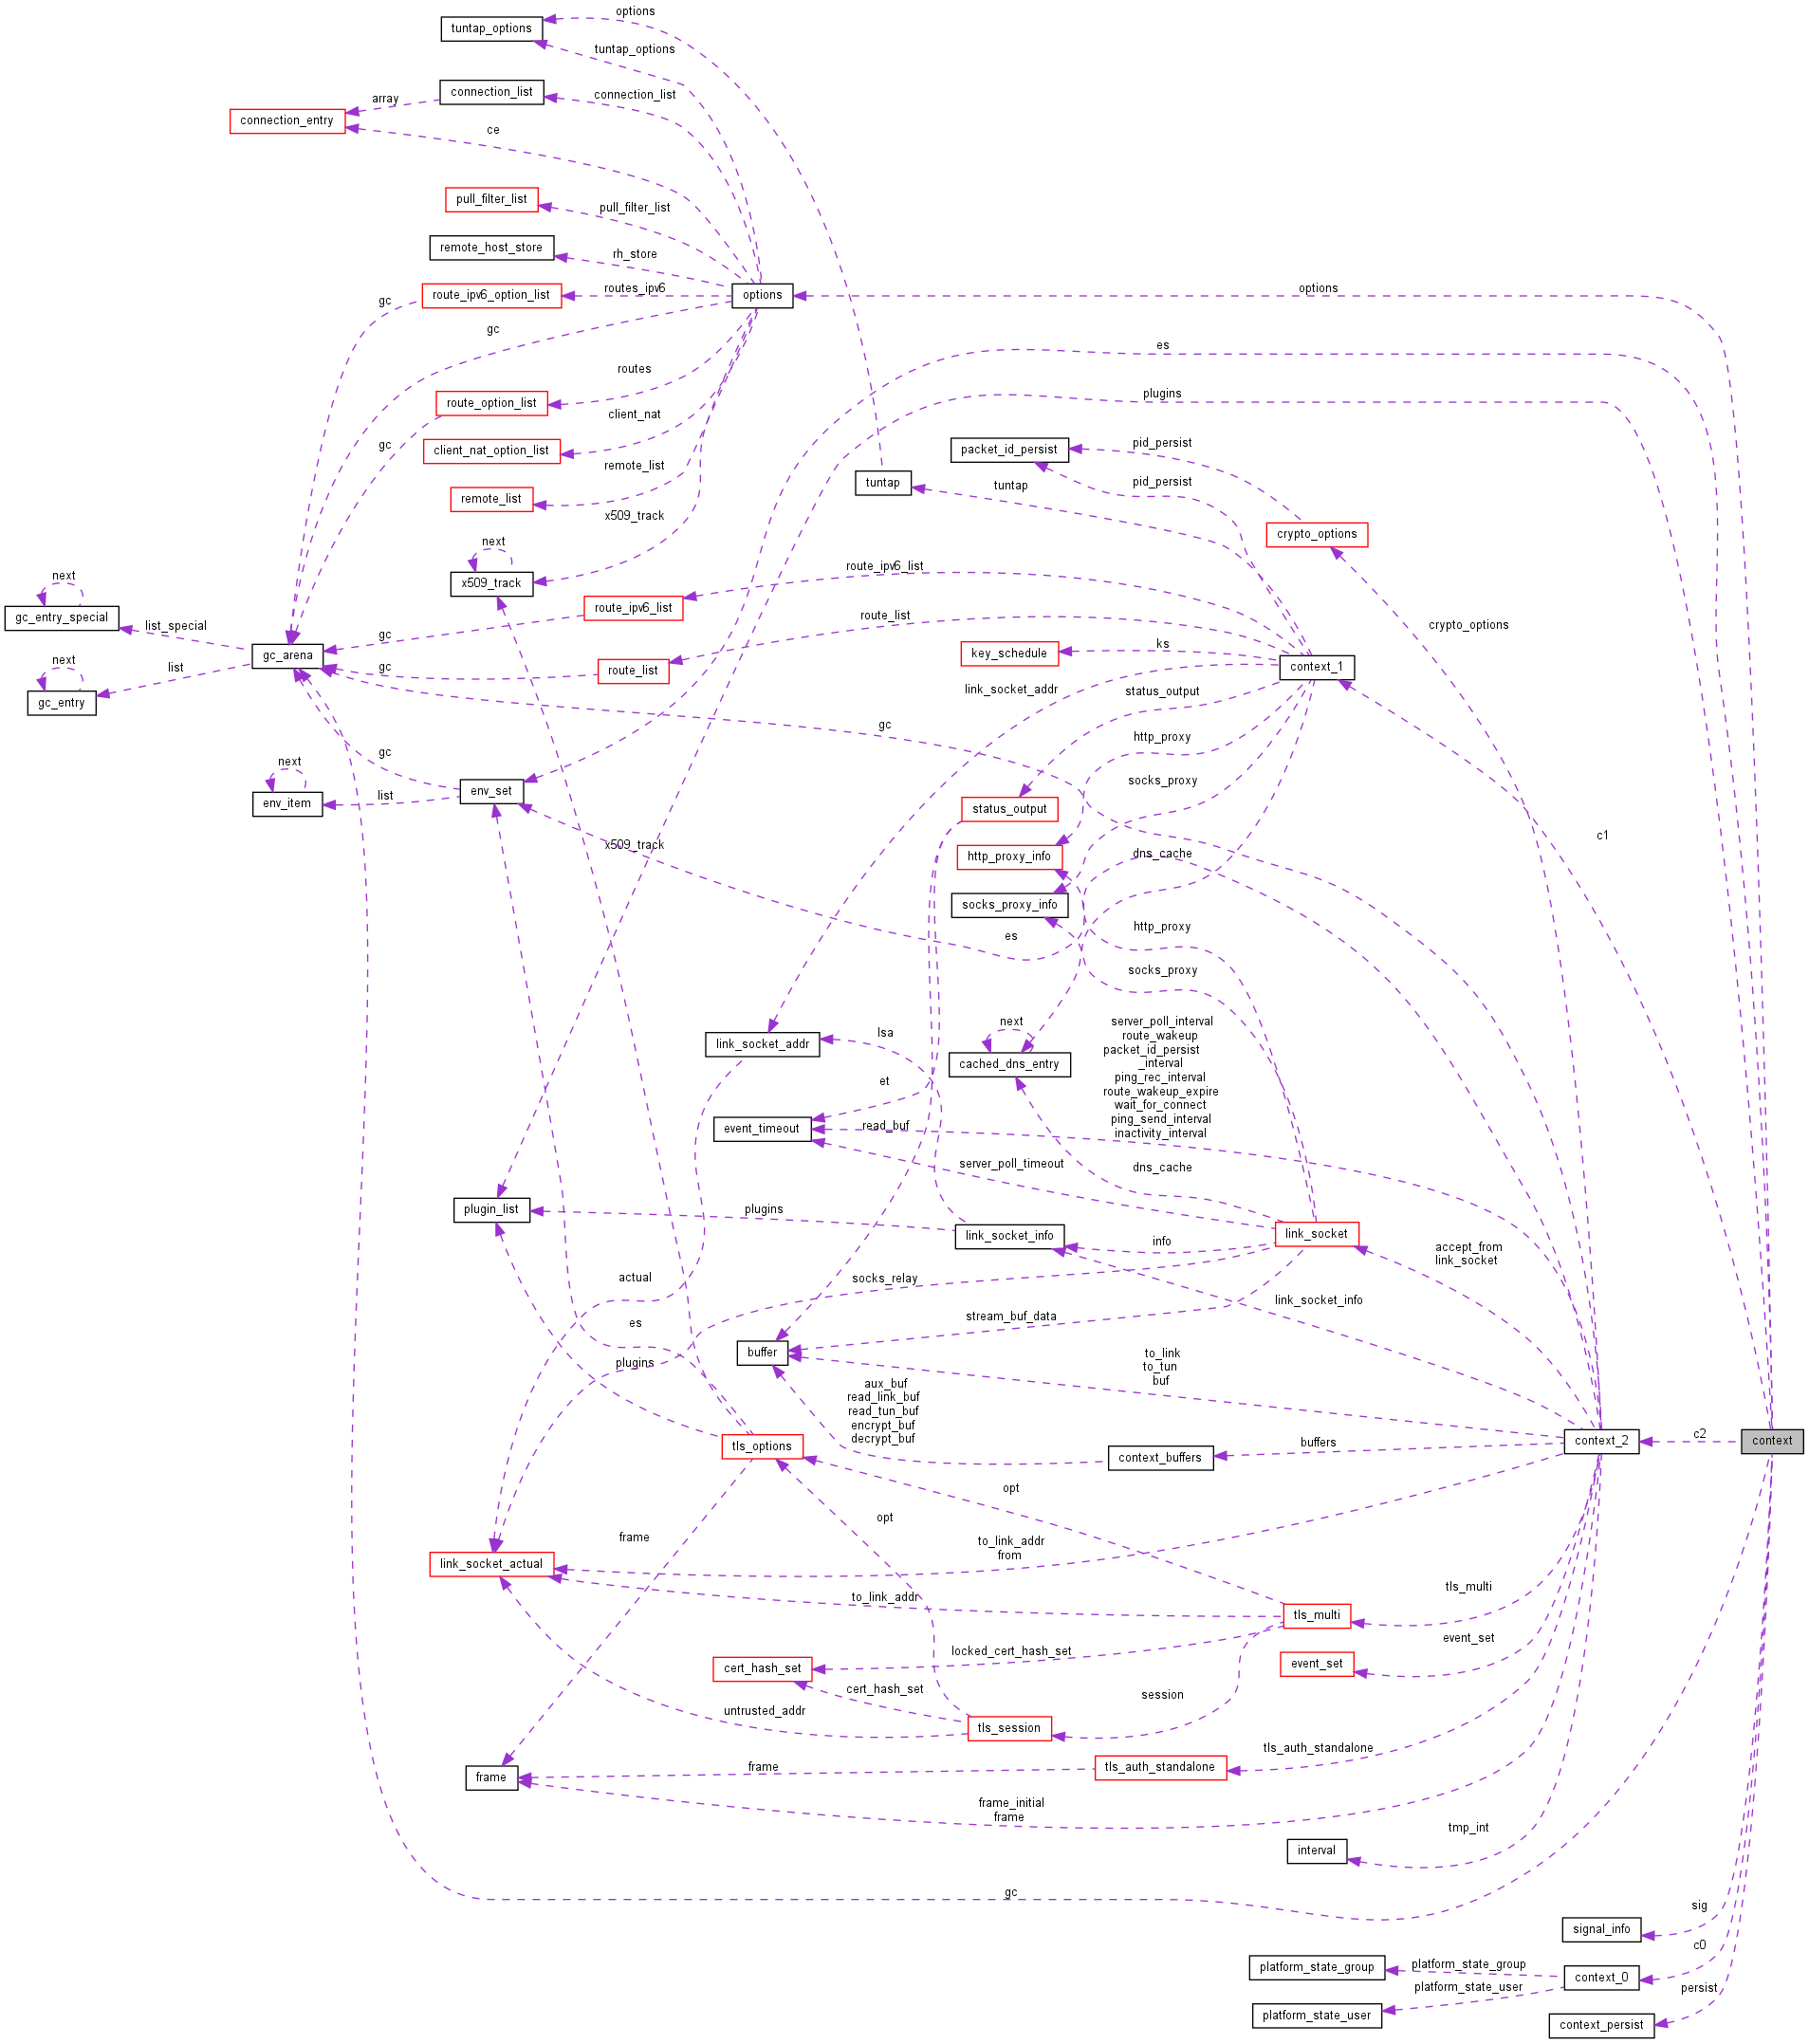 options
tuntap_options
tuntap_options
connection_list
connection_list
array
connection_entry
ce
pull_filter_list
pull_filter_list
remote_host_store
rh_store
route_ipv6_option_list
routes_ipv6
options
options
gc
gc
es
routes
plugins
route_option_list
client_nat
pid_persist
gc
client_nat_option_list
packet_id_persist
remote_list
tuntap
tuntap
pid_persist
remote_list
x509_track
crypto_options
next
x509_track
route_ipv6_list
next
route_ipv6_list
gc_entry_special
list_special
gc
route_list
crypto_options
ks
key_schedule
gc_arena
next
list
gc
route_list
context_1
link_socket_addr
status_output
gc_entry
gc
http_proxy
gc
next
socks_proxy
env_set
list
env_item
status_output
c1
x509_track
http_proxy_info
dns_cache
socks_proxy_info
http_proxy
es
socks_proxy
next
server_poll_interval
route_wakeup
packet_id_persist
_interval
ping_rec_interval
route_wakeup_expire
wait_for_connect
ping_send_interval
inactivity_interval
lsa
link_socket_addr
cached_dns_entry
et
event_timeout
read_buf
server_poll_timeout
dns_cache
plugin_list
plugins
link_socket_info
info
link_socket
accept_from
link_socket
actual
socks_relay
link_socket_info
stream_buf_data
es
buffer
to_link
to_tun
buf
plugins
aux_buf
read_link_buf
read_tun_buf
encrypt_buf
decrypt_buf
tls_options
context_buffers
buffers
context_2
c2
context
opt
opt
frame
to_link_addr
from
link_socket_actual
tls_multi
to_link_addr
tls_multi
locked_cert_hash_set
event_set
cert_hash_set
event_set
cert_hash_set
session
untrusted_addr
tls_session
tls_auth_standalone
frame
frame
tls_auth_standalone
frame_initial
frame
tmp_int
interval
gc
sig
signal_info
c0
platform_state_group
platform_state_group
context_0
platform_state_user
persist
platform_state_user
context_persist